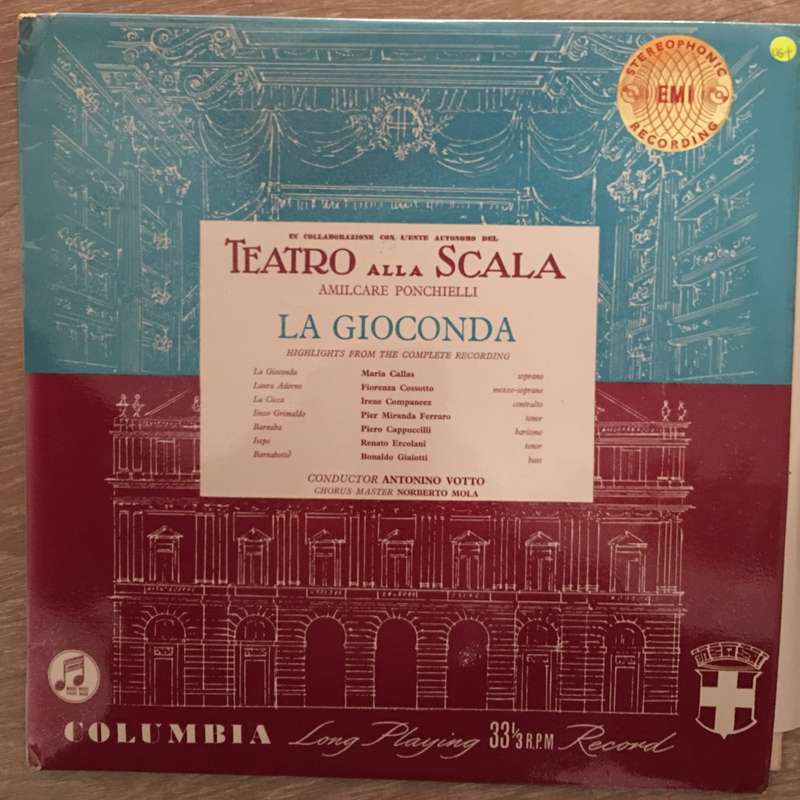 STEREOPHONIC
EMI
RECORDING
IN COLLABORAZIONE CON L'ENTE AUTONOMO DEL
TEATRO ALLA SCALA
AMILCARE PONCHIELLI
LA GIOCONDA
HIGHLIGHTS FROM THE COMPLETE RECORDING
La Gioconda Maria Callas soprano
Laura Adorno Fiorenza Cossotto mezzo-soprano
La Cieca Irene Companeez contralto
Enzo Grimaldo Pier Miranda Ferraro tenor
Barnaba Piero Cappuccilli baritone
Isepo Renato Ercolani tenor
Barnabotto Bonaldo Giaiotti bass
CONDUCTOR ANTONINO VOTTO
CHORUS MASTER NORBERTO MOLA
COLUMBIA Long Playing 33⅓ R.P.M Record